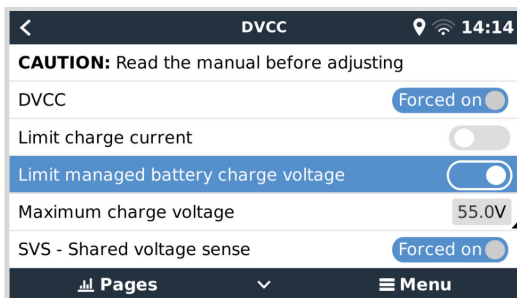 DVCC 14:14
CAUTION: Read the manual before adjusting
DVCC Forced on
Limit charge current
Limit managed battery charge voltage
Maximum charge voltage 55.0V
SVS - Shared voltage sense Forced on
Pages Menu